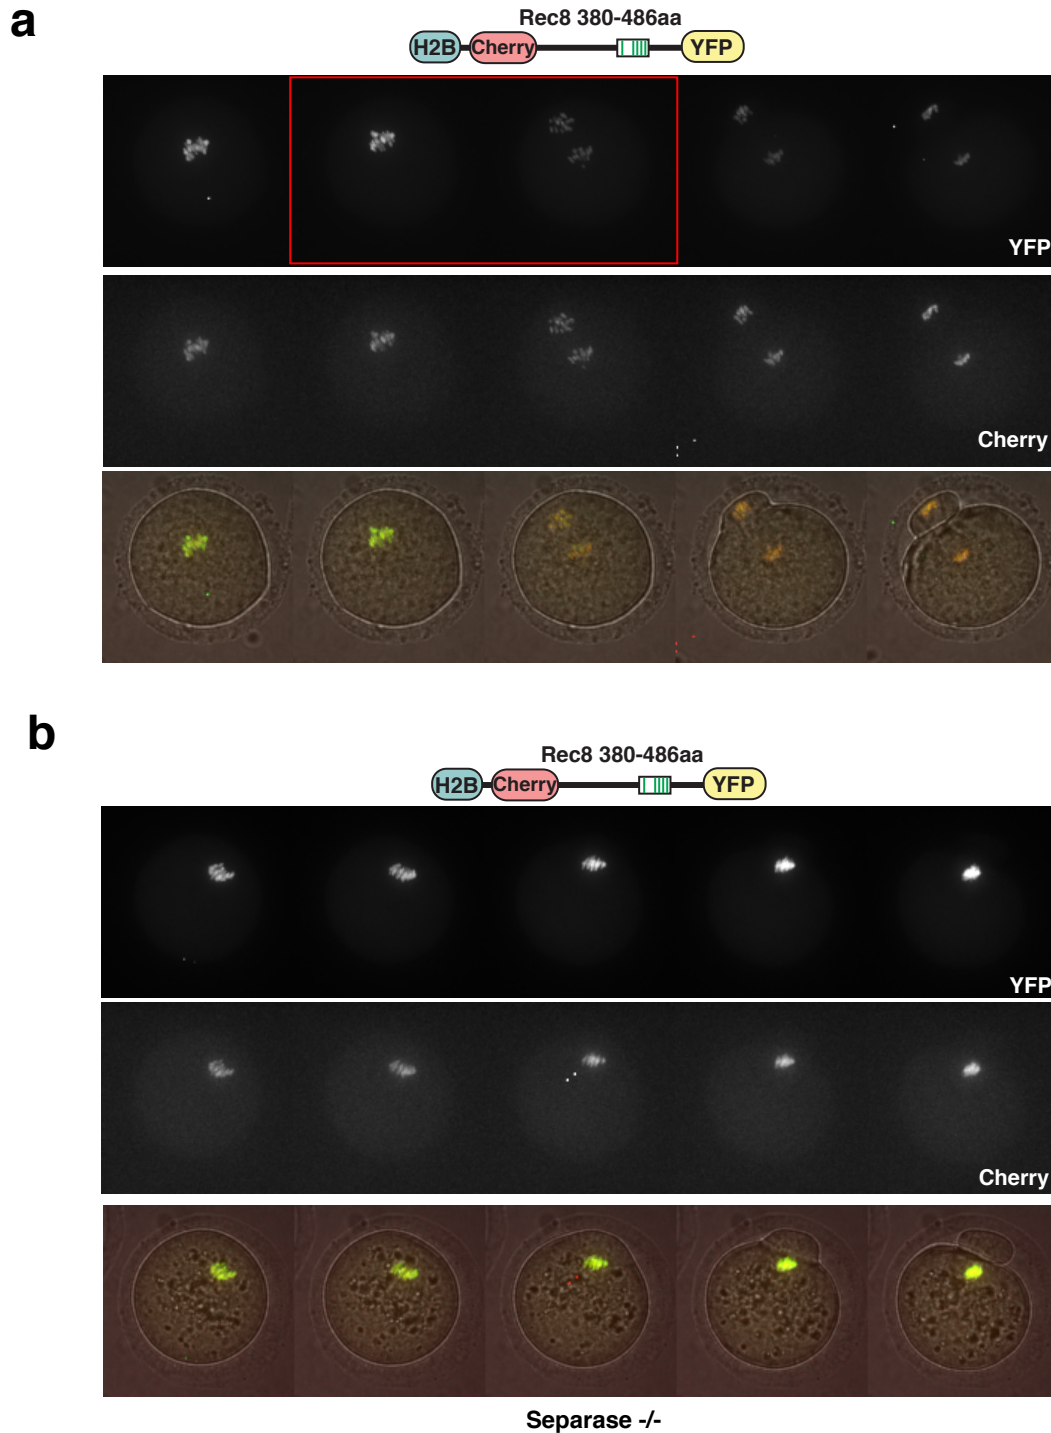 a
Rec8 380-486aa
H2B Cherry YFP
YFP
Cherry
b
Rec8 380-486aa
H2B Cherry YFP
YFP
Cherry
Separase -/-